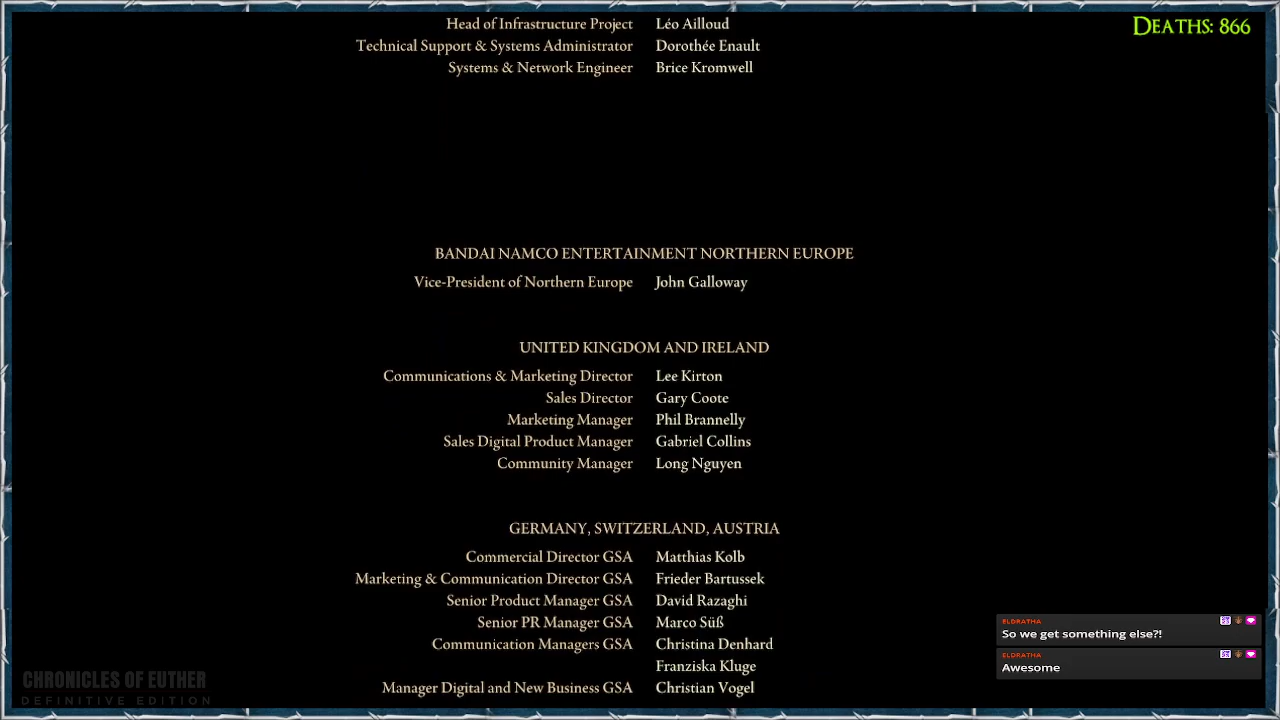 Head of Infrastructure Project Léo Ailloud
Technical Support & Systems Administrator Dorothée Enault
Systems & Network Engineer Brice Kromwell
DEATHS: 866
BANDAI NAMCO ENTERTAINMENT NORTHERN EUROPE
Vice-President of Northern Europe John Galloway
UNITED KINGDOM AND IRELAND
Communications & Marketing Director Lee Kirton
Sales Director Gary Coote
Marketing Manager Phil Brannelly
Sales Digital Product Manager Gabriel Collins
Community Manager Long Nguyen
GERMANY, SWITZERLAND, AUSTRIA
Commercial Director GSA Matthias Kolb
Marketing & Communication Director GSA Frieder Bartussek
Senior Product Manager GSA David Razaghi
Senior PR Manager GSA Marco Süß
Communication Managers GSA Christina Denhard
Franziska Kluge
Manager Digital and New Business GSA Christian Vogel
ELDRATHA
So we get something else?!
ELDRATHA
Awesome
CHRONICLES OF EUTHER
DEFINITIVE EDITION